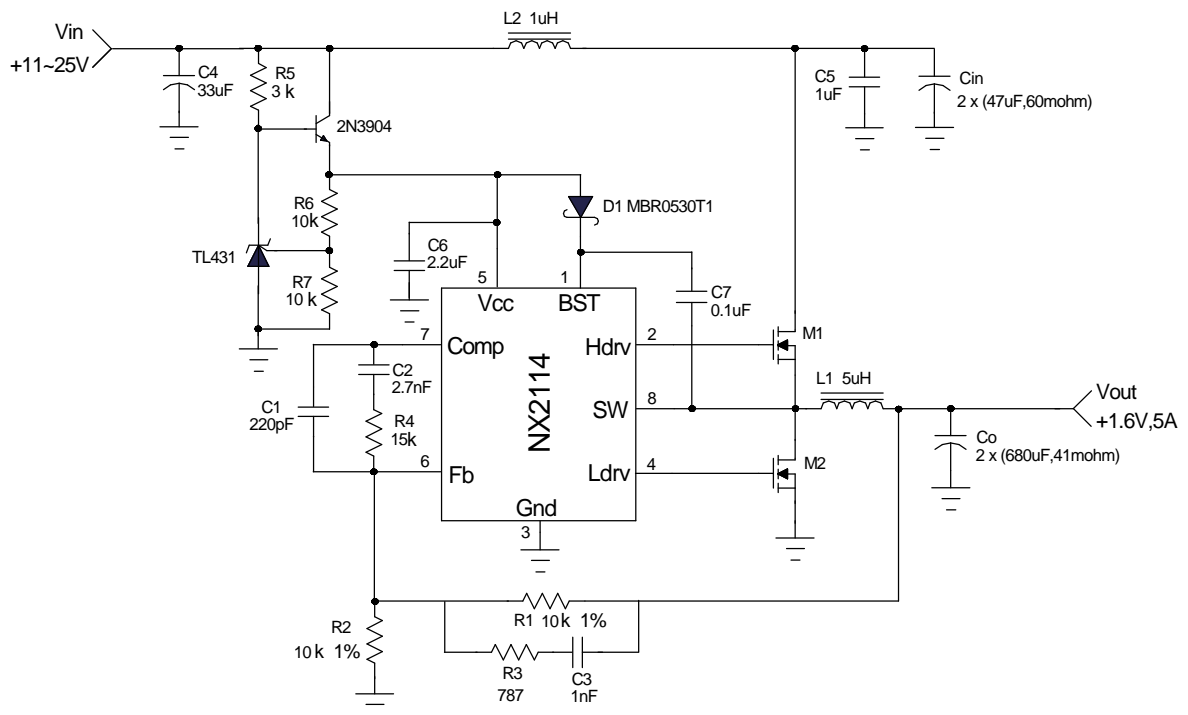 L2 1uH
Vin
+11~25V
C4
33uF
R5
3 k
2N3904
C5
1uF
Cin
2 x (47uF,60mohm)
R6
10k
D1 MBR0530T1
TL431
C6
2.2uF
R7
10 k
5
1
C7
0.1uF
Vcc
BST
7
Comp
Hdrv
2
M1
C2
2.7nF
NX2114
L1 5uH
Vout
+1.6V,5A
C1
220pF
R4
15k
SW
8
Co
2 x (680uF,41mohm)
6
Fb
Ldrv
4
M2
Gnd
3
R1 10k 1%
R2
10 k 1%
R3
787
C3
1nF